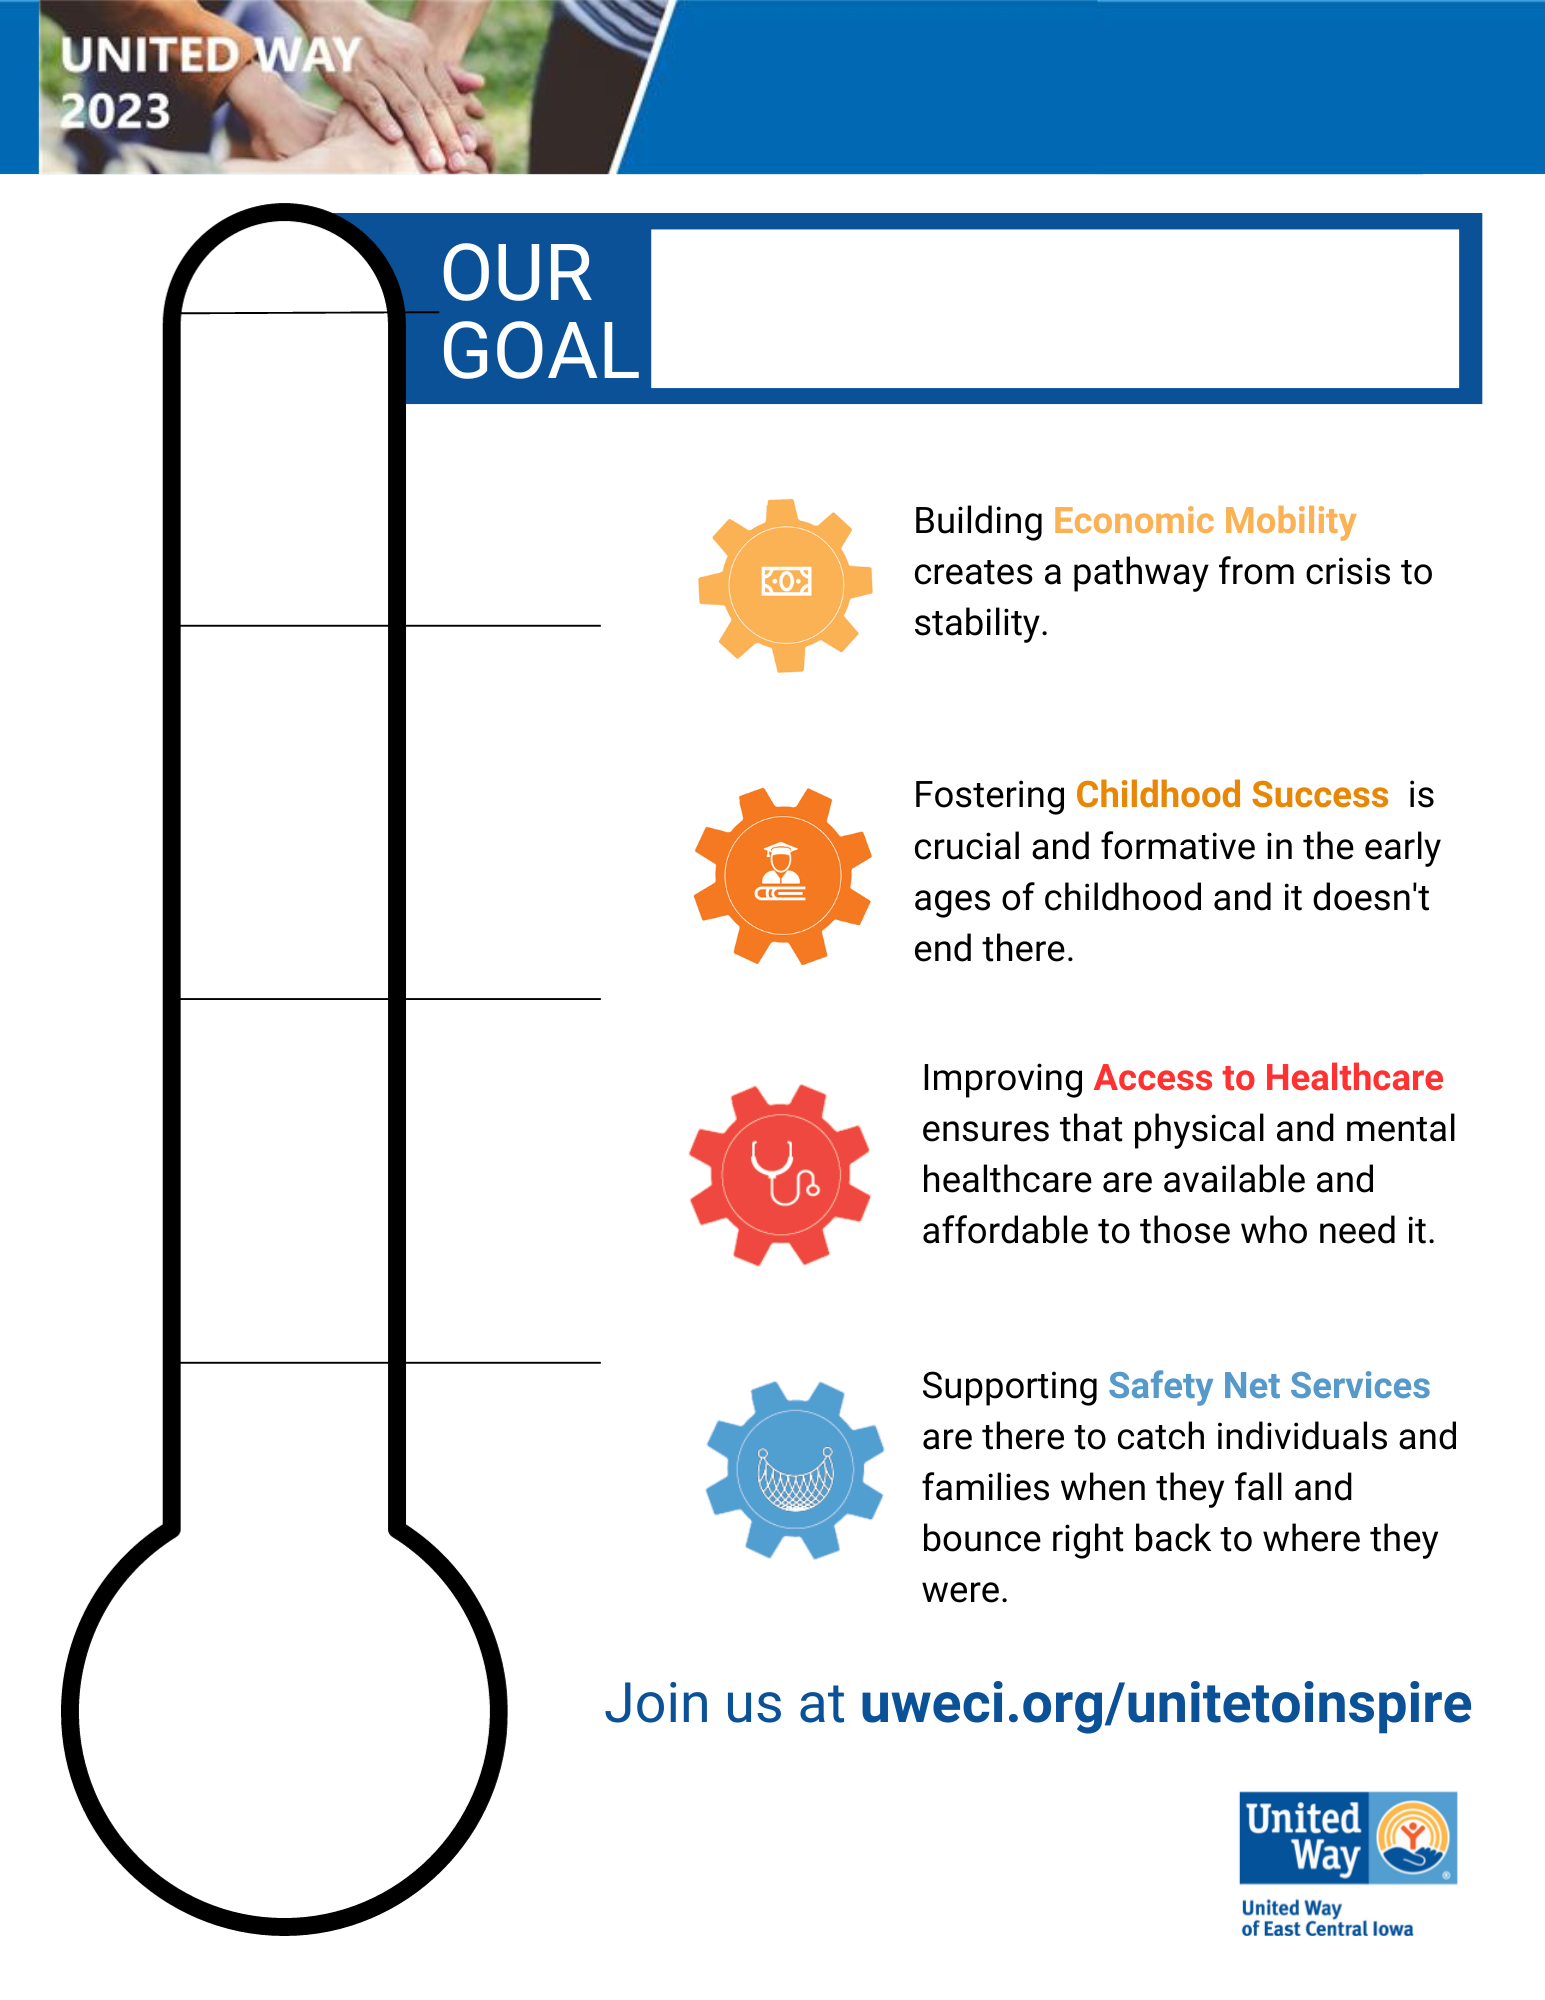 UNITED WAY
2023
OUR
GOAL
Building Economic Mobility
creates a pathway from crisis to
stability.
Fostering Childhood Success  is
crucial and formative in the early
ages of childhood and it doesn't
end there.
Improving Access to Healthcare
ensures that physical and mental
healthcare are available and
affordable to those who need it.
Supporting Safety Net Services
are there to catch individuals and
families when they fall and
bounce right back to where they
were.
Join us at uweci.org/unitetoinspire
United
Way
®
United Way
of East Central Iowa